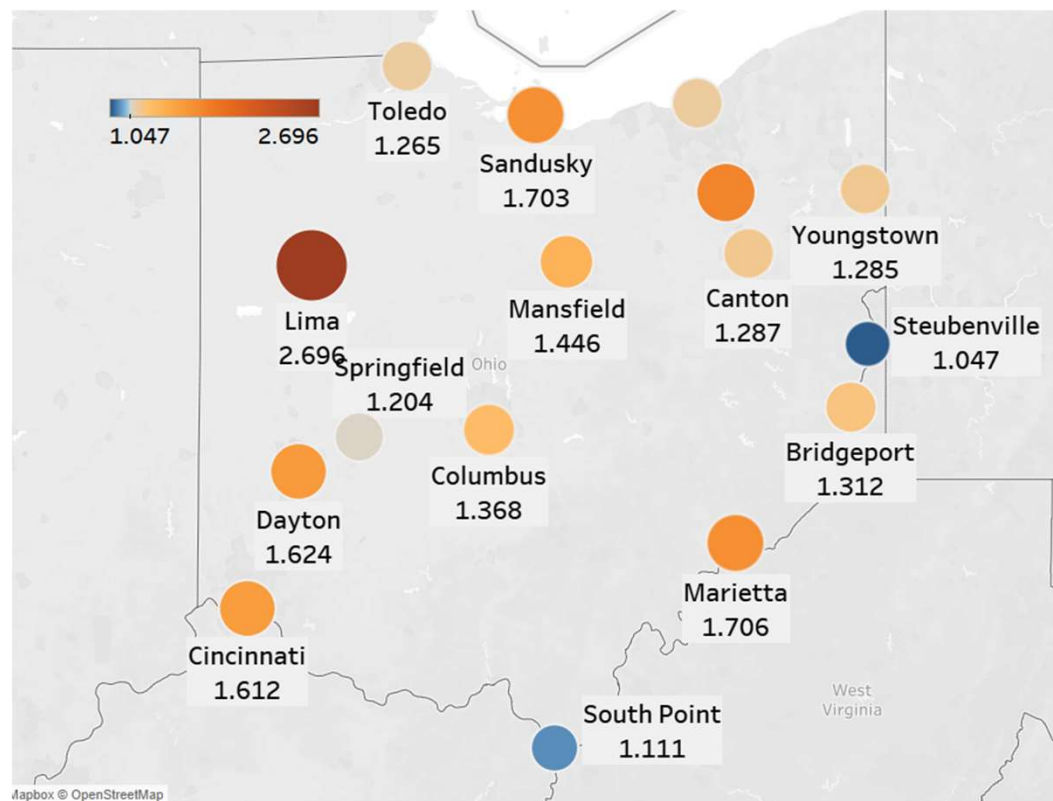 Toledo
1.265
1.047
2.696
Sandusky
1.703
Youngstown
1.285
Lima
2.696
Mansfield
1.446
Canton
1.287
Steubenville
1.047
Springfield
1.204
Ohio
Columbus
1.368
Bridgeport
1.312
Dayton
1.624
Marietta
1.706
Cincinnati
1.612
West
Virginia
South Point
1.111
Mapbox © OpenStreetMap